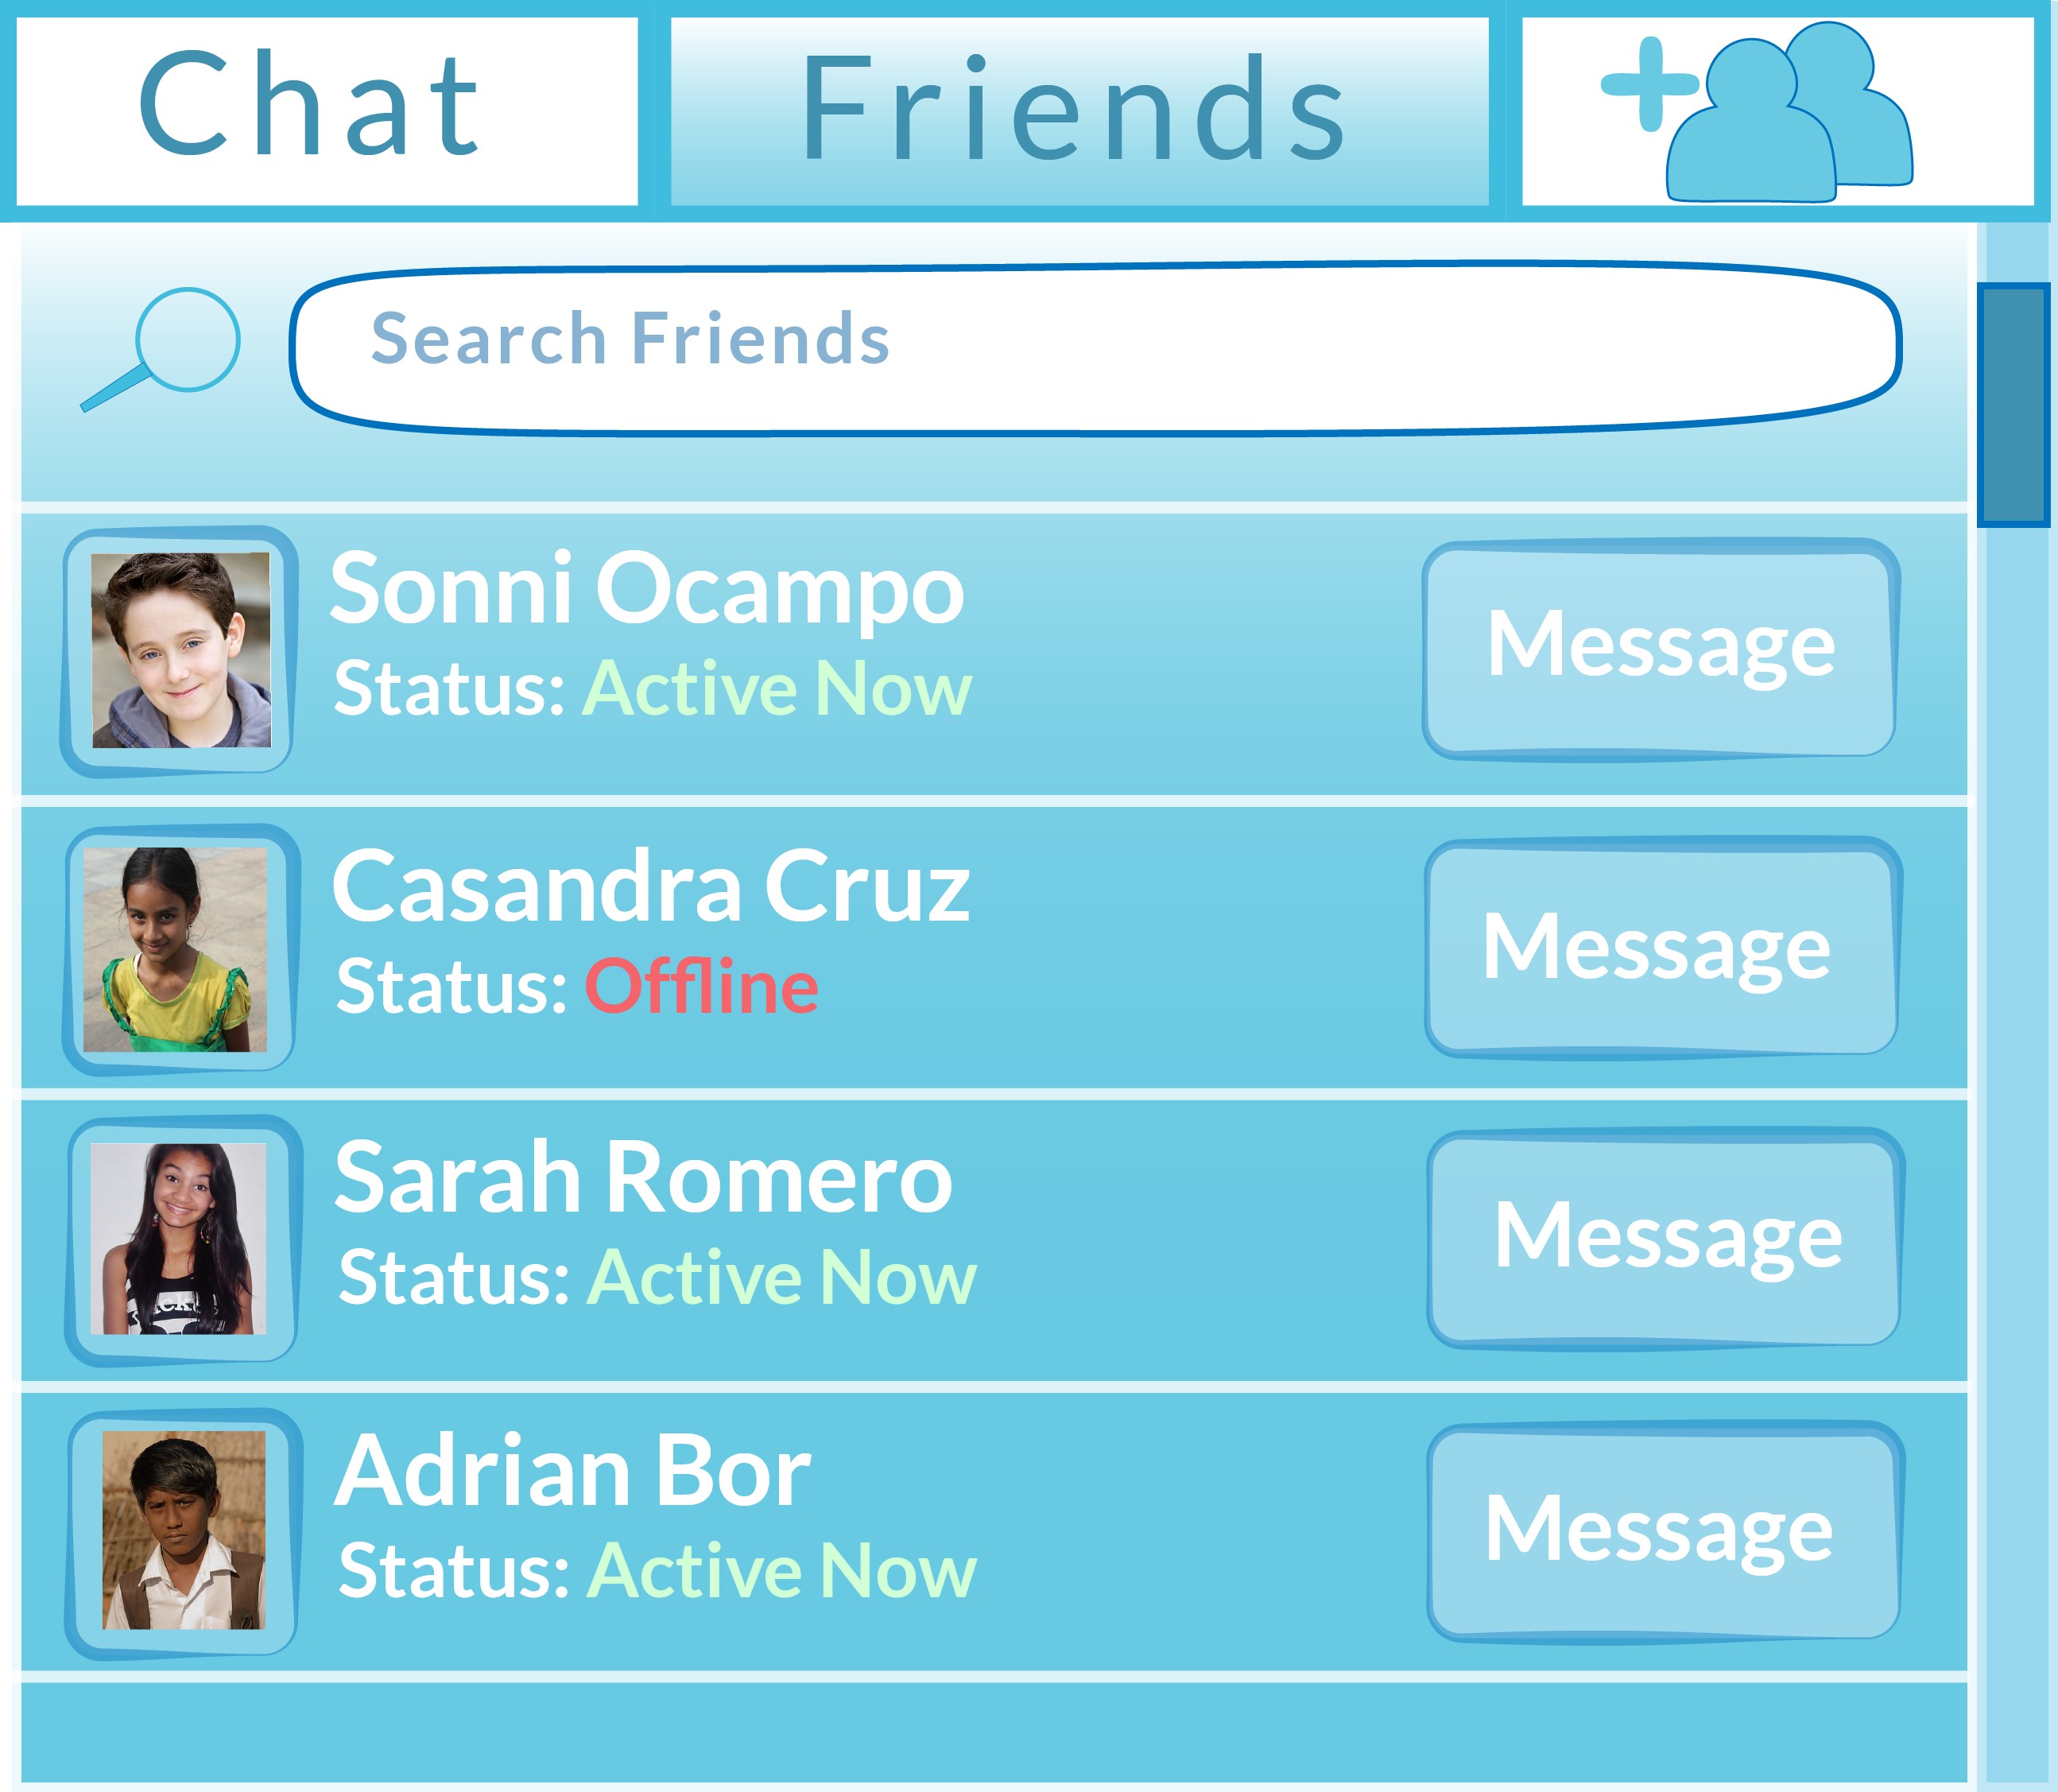 Chat
Friends
Search Friends
Sonni Ocampo
Status: Active Now
Message
Casandra Cruz
Status: Offline
Message
Sarah Romero
Status: Active Now
Message
Adrian Bor
Status: Active Now
Message